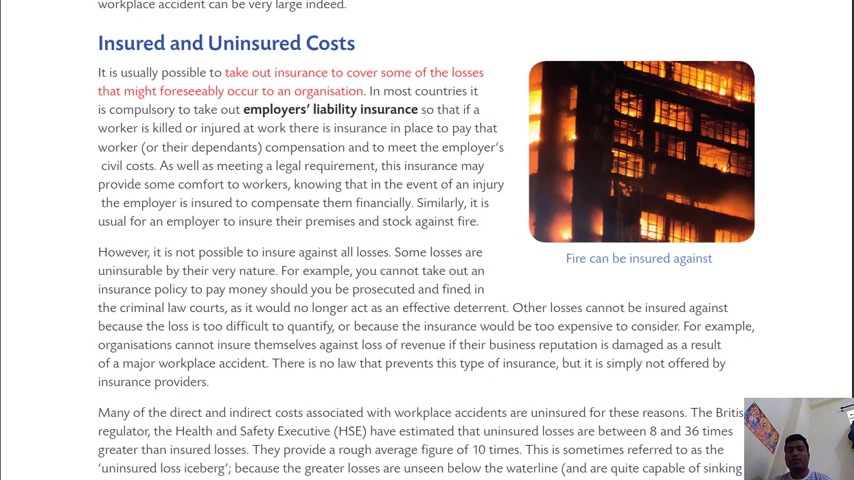 workplace accident can be very large indeed.
Insured and Uninsured Costs
It is usually possible to take out insurance to cover some of the losses
that might foreseeably occur to an organisation. In most countries it
is compulsory to take out employers' liability insurance so that if a
worker is killed or injured at work there is insurance in place to pay that
worker (or their dependants) compensation and to meet the employer's
civil costs. As well as meeting a legal requirement, this insurance may
provide some comfort to workers, knowing that in the event of an injury
the employer is insured to compensate them financially. Similarly, it is
usual for an employer to insure their premises and stock against fire.
Fire can be insured against
However, it is not possible to insure against all losses. Some losses are
uninsurable by their very nature. For example, you cannot take out an
insurance policy to pay money should you be prosecuted and fined in
the criminal law courts, as it would no longer act as an effective deterrent. Other losses cannot be insured against
because the loss is too difficult to quantify, or because the insurance would be too expensive to consider. For example,
organisations cannot insure themselves against loss of revenue if their business reputation is damaged as a result
of a major workplace accident. There is no law that prevents this type of insurance, but it is simply not offered by
insurance providers.
Many of the direct and indirect costs associated with workplace accidents are uninsured for these reasons. The Britis
regulator, the Health and Safety Executive (HSE) have estimated that uninsured losses are between 8 and 36 times
greater than insured losses. They provide a rough average figure of 10 times. This is sometimes referred to as the
'uninsured loss iceberg'; because the greater losses are unseen below the waterline (and are quite capable of sinking